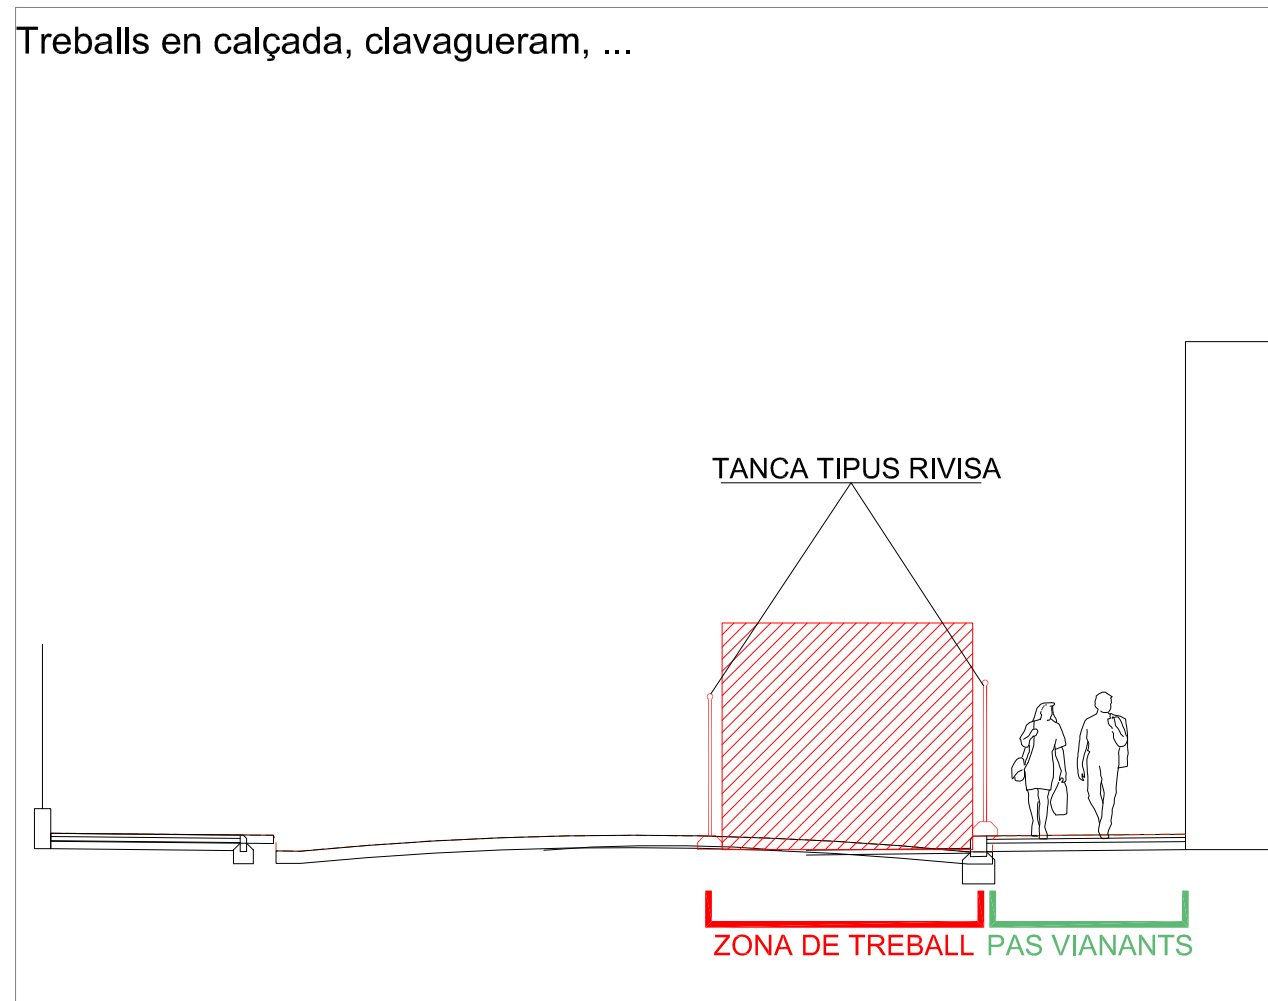 Treballs en calçada, clavagueram, ...
TANCA TIPUS RIVISA
ZONA DE TREBALL
PAS VIANANTS